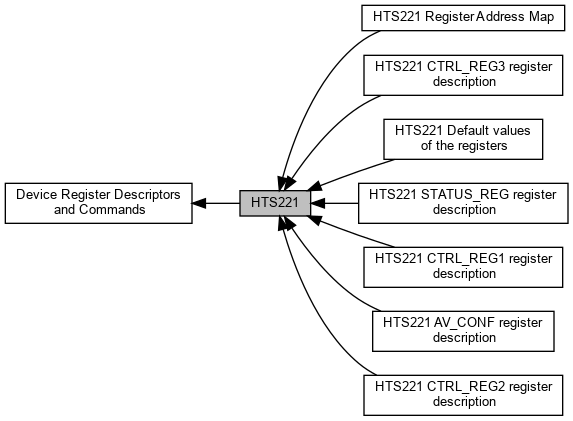 HTS221 Register Address Map
HTS221 CTRL_REG3 register
description
HTS221 Default values
of the registers
Device Register Descriptors
and Commands
HTS221
HTS221 STATUS_REG register
description
HTS221 CTRL_REG1 register
description
HTS221 AV_CONF register
description
HTS221 CTRL_REG2 register
description